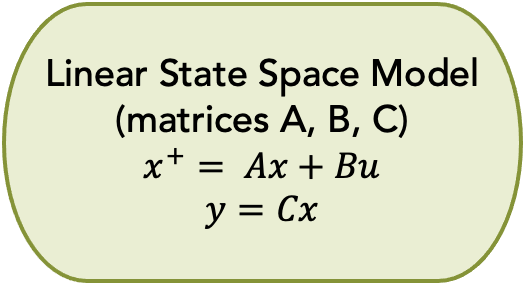 Linear State Space Model
(matrices A, B, C)
x⁺ = Ax + Bu
y = Cx